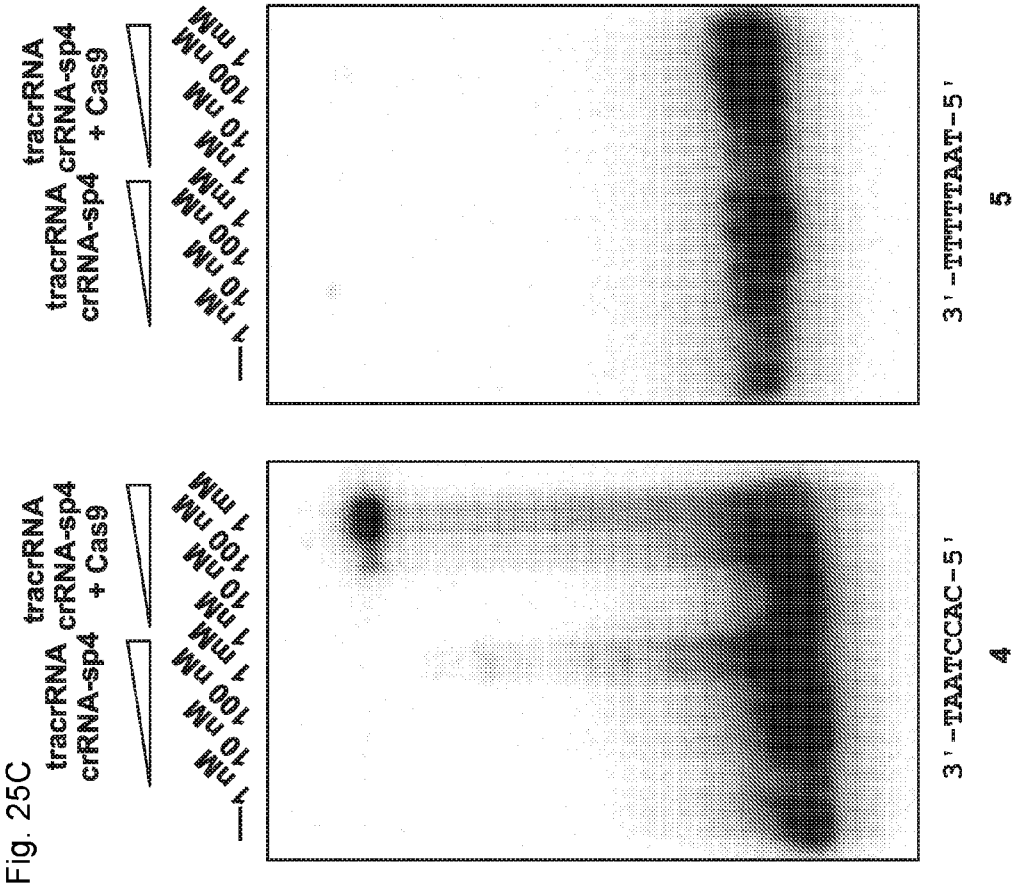 Fig. 25C
tracrRNA
crRNA-sp4
tracrRNA
crRNA-sp4
+ Cas9
— 1 nM 10 nM 100 nM 1 mM 1 nM 10 nM 100 nM 1 mM
3'-TAATCCAC-5'
4
tracrRNA
crRNA-sp4
tracrRNA
crRNA-sp4
+ Cas9
— 1 nM 10 nM 100 nM 1 mM 1 nM 10 nM 100 nM 1 mM
3'-TTTTTAAT-5'
5